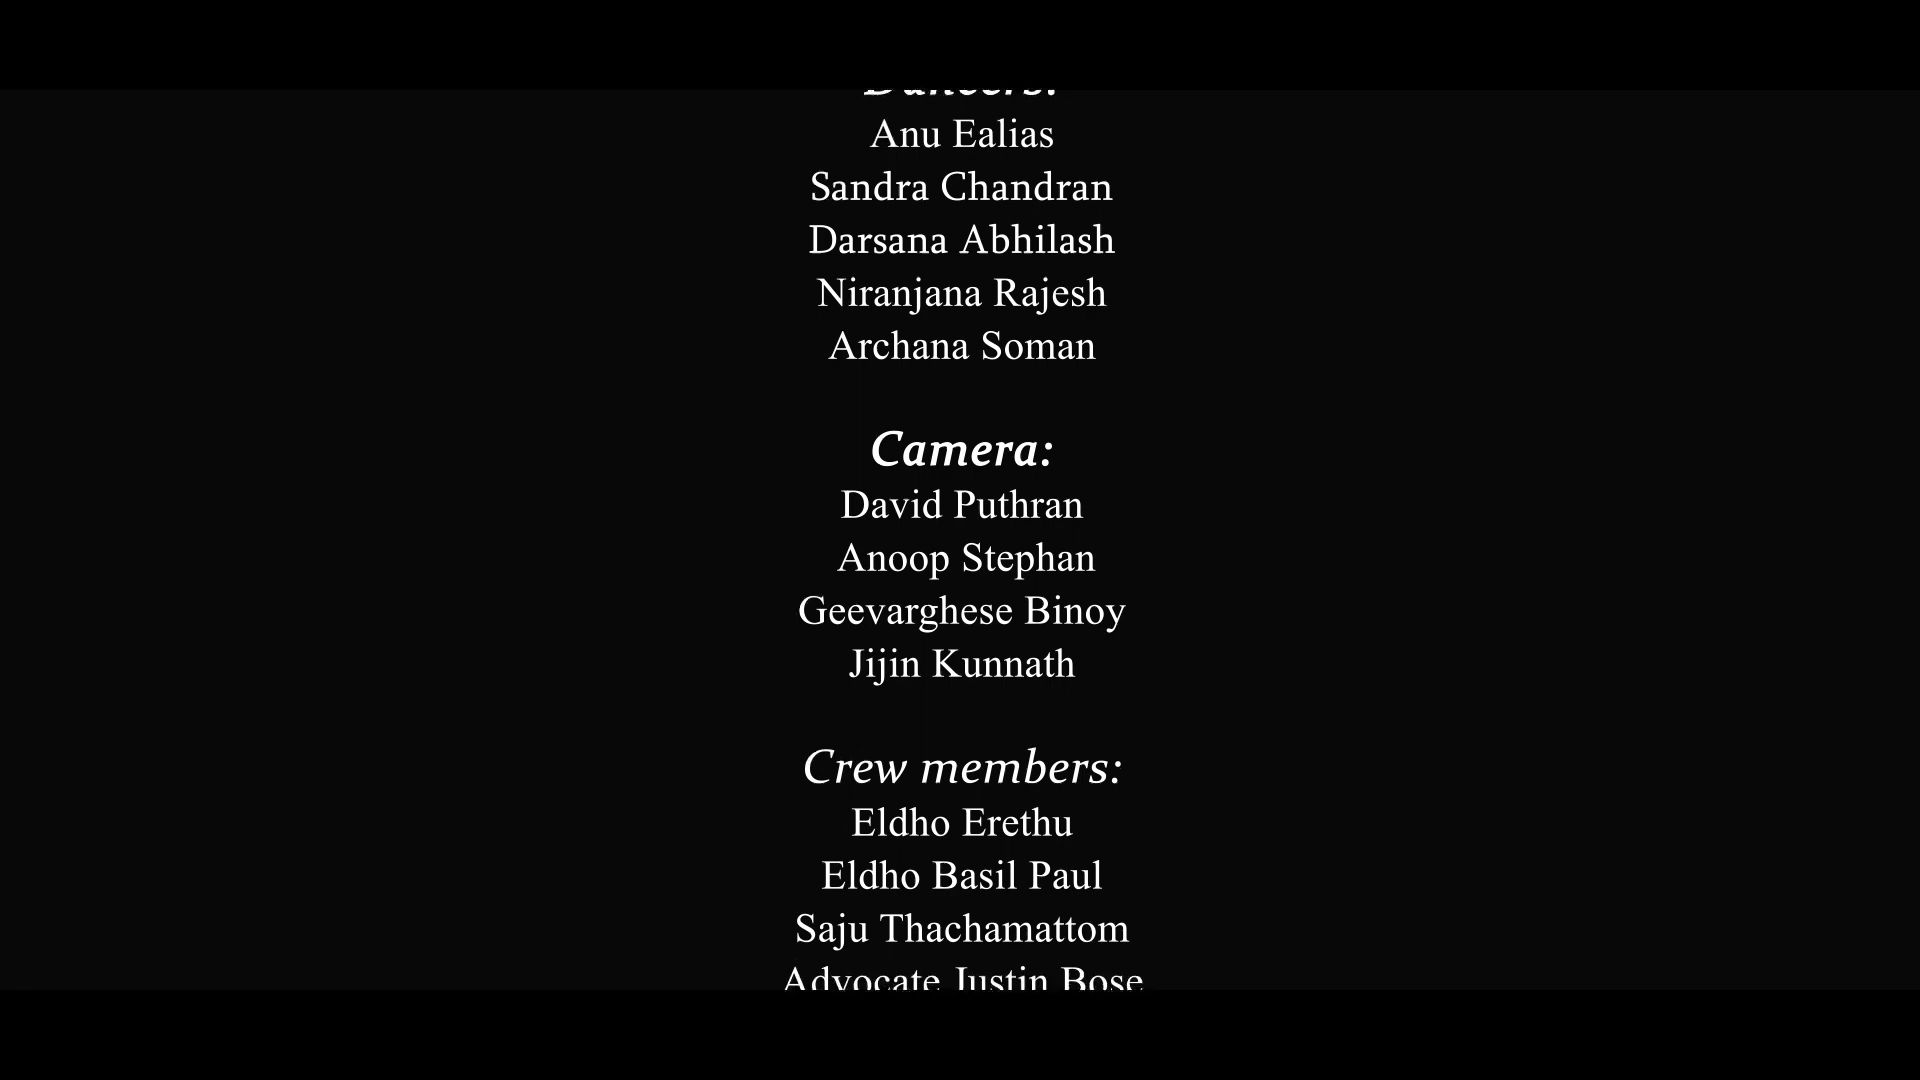 Dancers:
Anu Ealias
Sandra Chandran
Darsana Abhilash
Niranjana Rajesh
Archana Soman
Camera:
David Puthran
Anoop Stephan
Geevarghese Binoy
Jijin Kunnath
Crew members:
Eldho Erethu
Eldho Basil Paul
Saju Thachamattom
Advocate Justin Bose